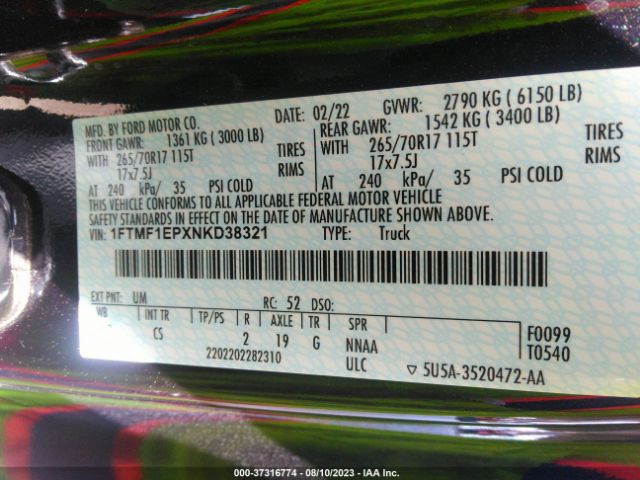 MFD. BY FORD MOTOR CO.
DATE: 02/22 GVWR: 2790 KG ( 6150 LB)
FRONT GAWR: 1361 KG ( 3000 LB)
REAR GAWR: 1542 KG ( 3400 LB)
WITH 265/70R17 115T TIRES
WITH 265/70R17 115T TIRES
17x7.5J RIMS
17x7.5J RIMS
AT 240 kPa/ 35 PSI COLD
AT 240 kPa/ 35 PSI COLD
THIS VEHICLE CONFORMS TO ALL APPLICABLE FEDERAL MOTOR VEHICLE
SAFETY STANDARDS IN EFFECT ON THE DATE OF MANUFACTURE SHOWN ABOVE.
VIN: 1FTMF1EPXNKD38321 TYPE: Truck
EXT PNT: UM RC: 52 DSO:
WB INT TR TP/PS R AXLE TR SPR
CS 2 19 G NNAA
2202202282310 ULC
F0099
T0540
5U5A-3520472-AA
000-37316774 — 08/10/2023 — IAA Inc.